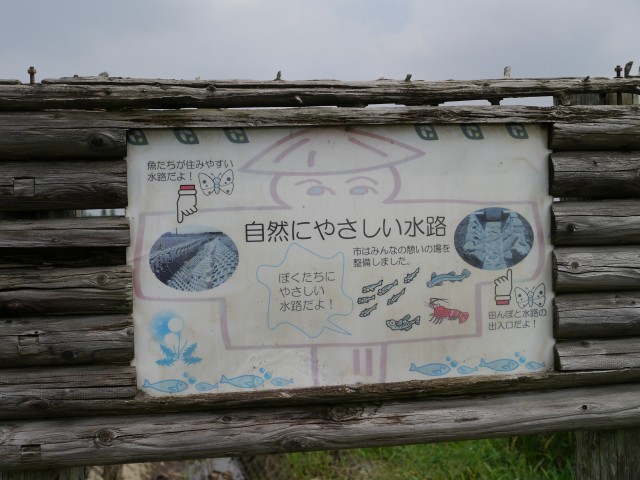 魚たちが住みやすい
水路だよ！
自然にやさしい水路
市はみんなの憩いの場を
整備しました。
ぼくたちに
やさしい
水路だよ！
田んぼと水路の
出入口だよ！